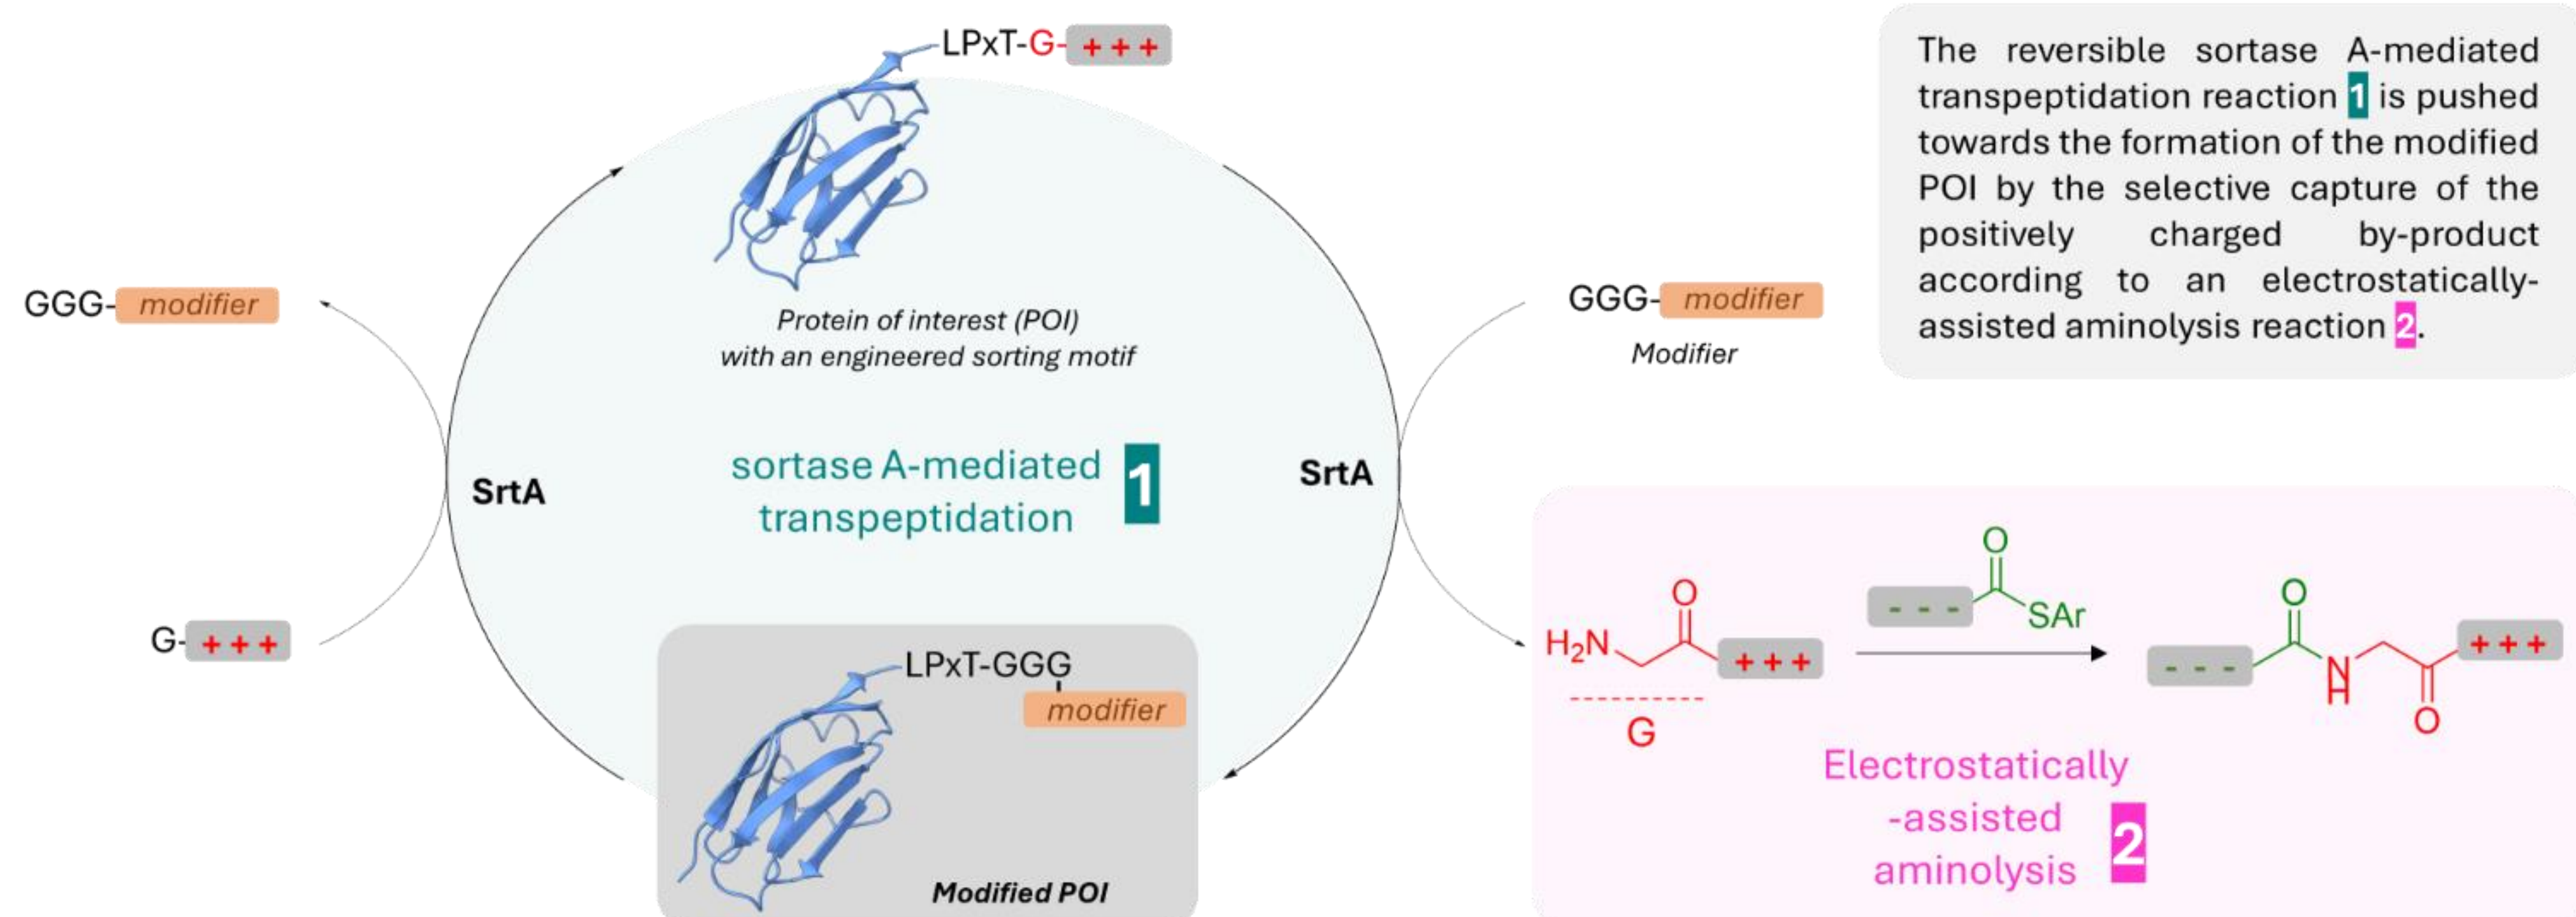 LPxT-G-+++
The reversible sortase A-mediated
transpeptidation reaction 1 is pushed
towards the formation of the modified
POI by the selective capture of the
positively charged by-product
according to an electrostatically-
assisted aminolysis reaction 2.
GGG-modifier
Protein of interest (POI)
with an engineered sorting motif
GGG-modifier
Modifier
SrtA
sortase A-mediated
transpeptidation
1
SrtA
G-+++
LPxT-GGG
modifier
Modified POI
H2N
O
+++
G
---
O
SAr
---
O
N
H
O
+++
Electrostatically
-assisted
aminolysis
2